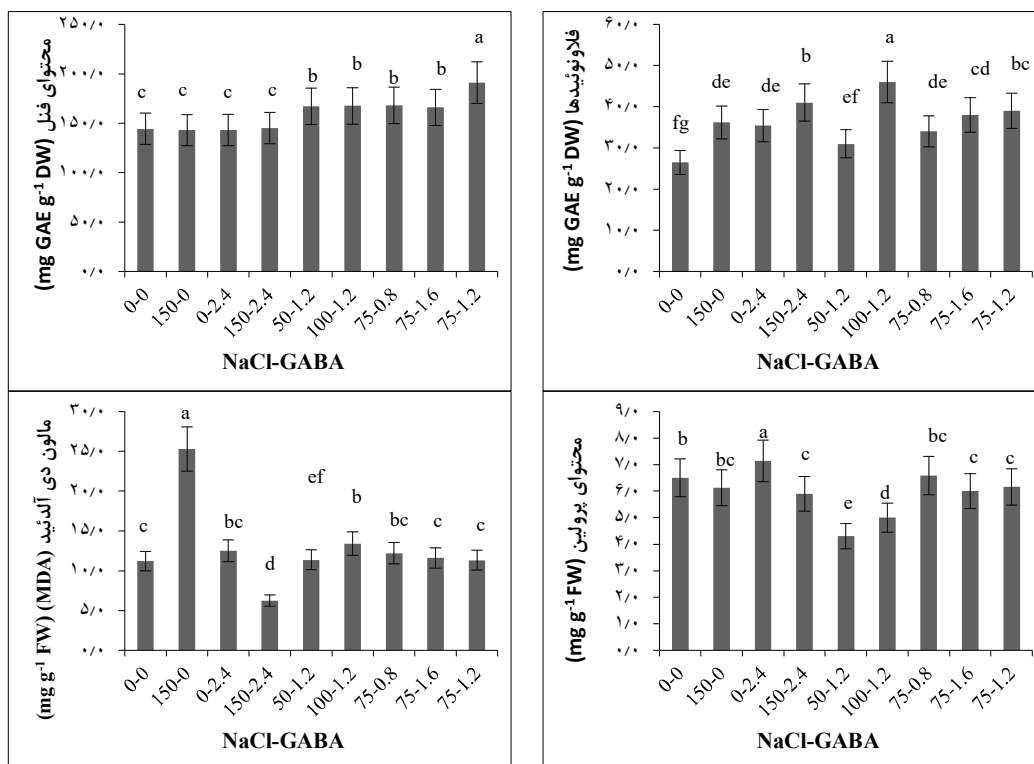 محتوای فنل
(mg GAE g⁻¹ DW)
۲۵۰/۰
۲۰۰/۰
۱۵۰/۰
۱۰۰/۰
۵۰/۰
۰/۰
c c c c b b b b a
0-0 150-0 0-2.4 150-2.4 50-1.2 100-1.2 75-0.8 75-1.6 75-1.2
NaCl-GABA
فلاونوئیدها
(mg GAE g⁻¹ DW)
۶۰/۰
۵۰/۰
۴۰/۰
۳۰/۰
۲۰/۰
۱۰/۰
۰/۰
fg de de b ef a de cd bc
0-0 150-0 0-2.4 150-2.4 50-1.2 100-1.2 75-0.8 75-1.6 75-1.2
NaCl-GABA
مالون دی آلدئید (MDA)
(mg g⁻¹ FW)
۳۰/۰
۲۵/۰
۲۰/۰
۱۵/۰
۱۰/۰
۵/۰
۰/۰
c a bc d ef b bc c c
0-0 150-0 0-2.4 150-2.4 50-1.2 100-1.2 75-0.8 75-1.6 75-1.2
NaCl-GABA
محتوای پرولین
(mg g⁻¹ FW)
۹/۰
۸/۰
۷/۰
۶/۰
۵/۰
۴/۰
۳/۰
۲/۰
۱/۰
۰/۰
b bc a c e d bc c c
0-0 150-0 0-2.4 150-2.4 50-1.2 100-1.2 75-0.8 75-1.6 75-1.2
NaCl-GABA